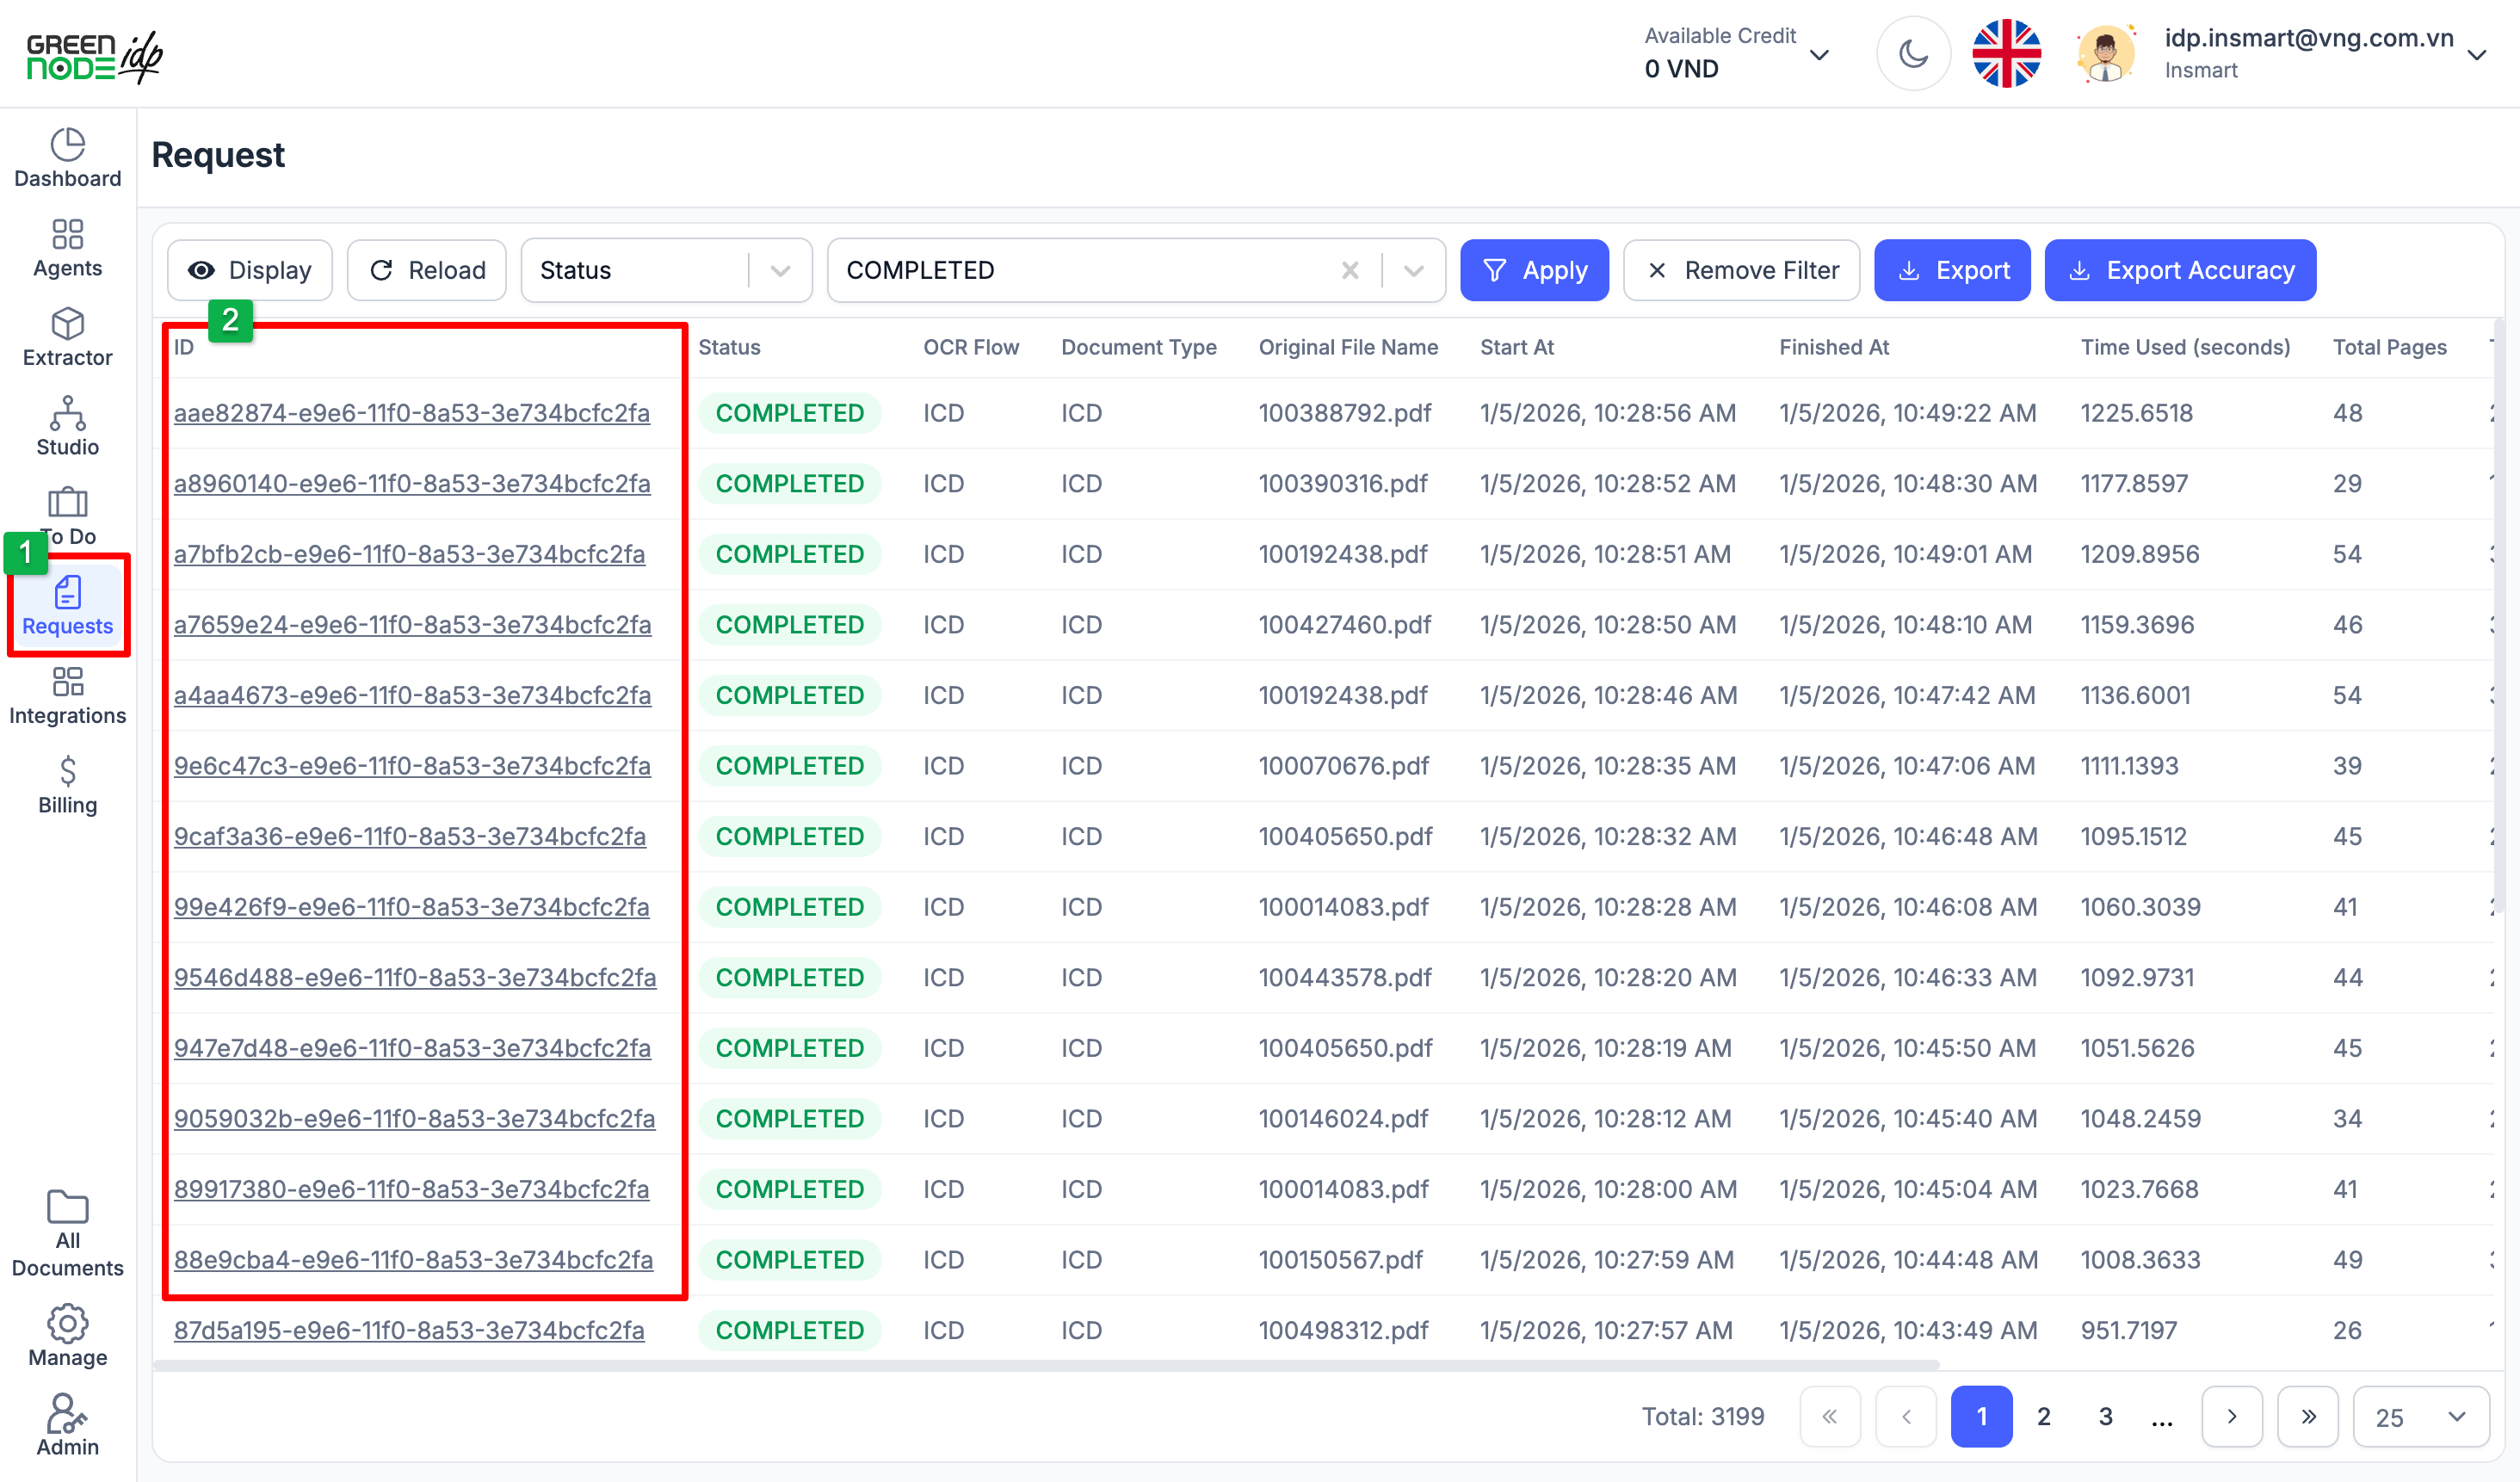 GREEN NODE idp
Available Credit
0 VND
idp.insmart@vng.com.vn
Insmart
Dashboard
Agents
Extractor
Studio
To Do
1
Requests
Integrations
Billing
All Documents
Manage
Admin
Request
Display Reload Status COMPLETED Apply Remove Filter Export Export Accuracy
2
ID Status OCR Flow Document Type Original File Name Start At Finished At Time Used (seconds) Total Pages
aae82874-e9e6-11f0-8a53-3e734bcfc2fa COMPLETED ICD ICD 100388792.pdf 1/5/2026, 10:28:56 AM 1/5/2026, 10:49:22 AM 1225.6518 48
a8960140-e9e6-11f0-8a53-3e734bcfc2fa COMPLETED ICD ICD 100390316.pdf 1/5/2026, 10:28:52 AM 1/5/2026, 10:48:30 AM 1177.8597 29
a7bfb2cb-e9e6-11f0-8a53-3e734bcfc2fa COMPLETED ICD ICD 100192438.pdf 1/5/2026, 10:28:51 AM 1/5/2026, 10:49:01 AM 1209.8956 54
a7659e24-e9e6-11f0-8a53-3e734bcfc2fa COMPLETED ICD ICD 100427460.pdf 1/5/2026, 10:28:50 AM 1/5/2026, 10:48:10 AM 1159.3696 46
a4aa4673-e9e6-11f0-8a53-3e734bcfc2fa COMPLETED ICD ICD 100192438.pdf 1/5/2026, 10:28:46 AM 1/5/2026, 10:47:42 AM 1136.6001 54
9e6c47c3-e9e6-11f0-8a53-3e734bcfc2fa COMPLETED ICD ICD 100070676.pdf 1/5/2026, 10:28:35 AM 1/5/2026, 10:47:06 AM 1111.1393 39
9caf3a36-e9e6-11f0-8a53-3e734bcfc2fa COMPLETED ICD ICD 100405650.pdf 1/5/2026, 10:28:32 AM 1/5/2026, 10:46:48 AM 1095.1512 45
99e426f9-e9e6-11f0-8a53-3e734bcfc2fa COMPLETED ICD ICD 100014083.pdf 1/5/2026, 10:28:28 AM 1/5/2026, 10:46:08 AM 1060.3039 41
9546d488-e9e6-11f0-8a53-3e734bcfc2fa COMPLETED ICD ICD 100443578.pdf 1/5/2026, 10:28:20 AM 1/5/2026, 10:46:33 AM 1092.9731 44
947e7d48-e9e6-11f0-8a53-3e734bcfc2fa COMPLETED ICD ICD 100405650.pdf 1/5/2026, 10:28:19 AM 1/5/2026, 10:45:50 AM 1051.5626 45
9059032b-e9e6-11f0-8a53-3e734bcfc2fa COMPLETED ICD ICD 100146024.pdf 1/5/2026, 10:28:12 AM 1/5/2026, 10:45:40 AM 1048.2459 34
89917380-e9e6-11f0-8a53-3e734bcfc2fa COMPLETED ICD ICD 100014083.pdf 1/5/2026, 10:28:00 AM 1/5/2026, 10:45:04 AM 1023.7668 41
88e9cba4-e9e6-11f0-8a53-3e734bcfc2fa COMPLETED ICD ICD 100150567.pdf 1/5/2026, 10:27:59 AM 1/5/2026, 10:44:48 AM 1008.3633 49
87d5a195-e9e6-11f0-8a53-3e734bcfc2fa COMPLETED ICD ICD 100498312.pdf 1/5/2026, 10:27:57 AM 1/5/2026, 10:43:49 AM 951.7197 26
Total: 3199 « ‹ 1 2 3 ... › » 25